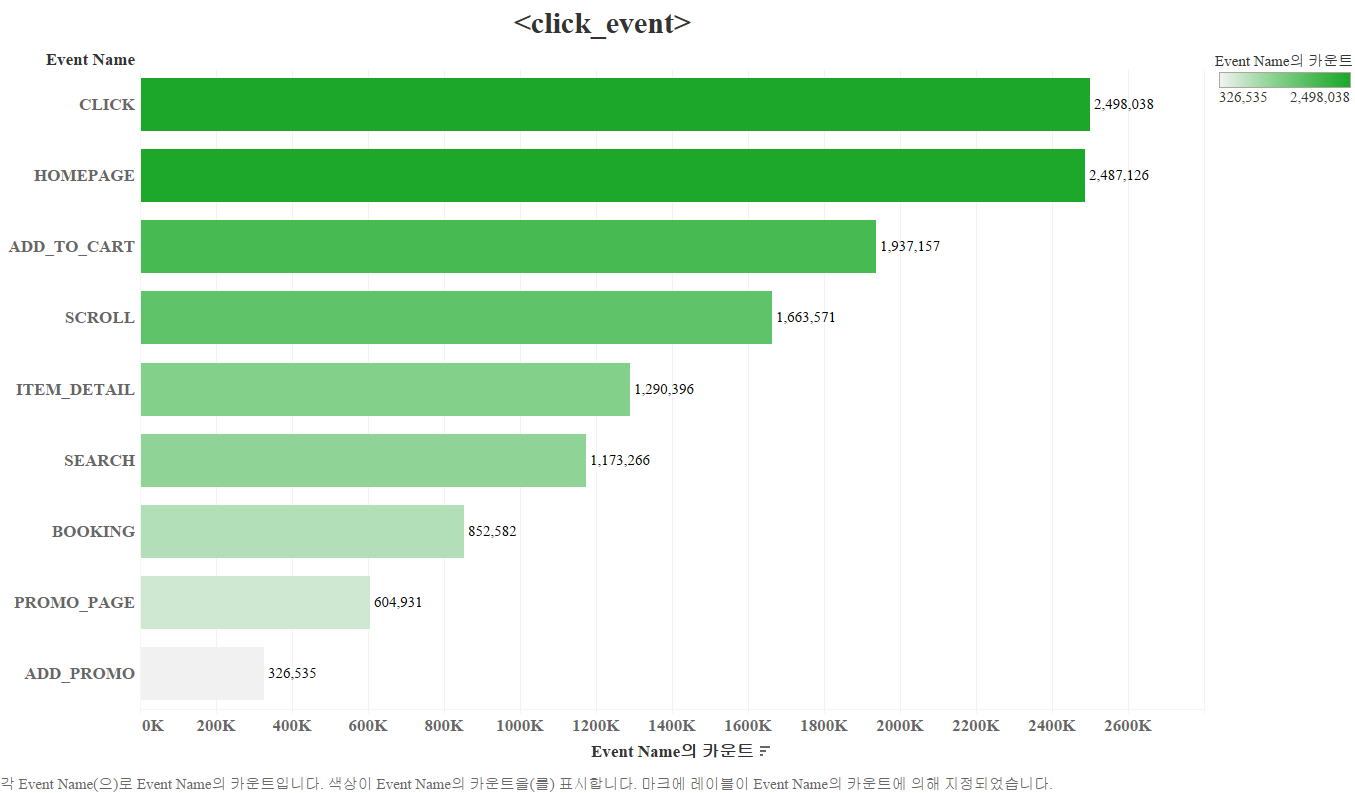 <click_event>
Event Name
Event Name의 카운트
326,535 2,498,038
CLICK 2,498,038
HOMEPAGE 2,487,126
ADD_TO_CART 1,937,157
SCROLL 1,663,571
ITEM_DETAIL 1,290,396
SEARCH 1,173,266
BOOKING 852,582
PROMO_PAGE 604,931
ADD_PROMO 326,535
0K 200K 400K 600K 800K 1000K 1200K 1400K 1600K 1800K 2000K 2200K 2400K 2600K
Event Name의 카운트
각 Event Name(으)로 Event Name의 카운트입니다. 색상이 Event Name의 카운트을(를) 표시합니다. 마크에 레이블이 Event Name의 카운트에 의해 지정되었습니다.